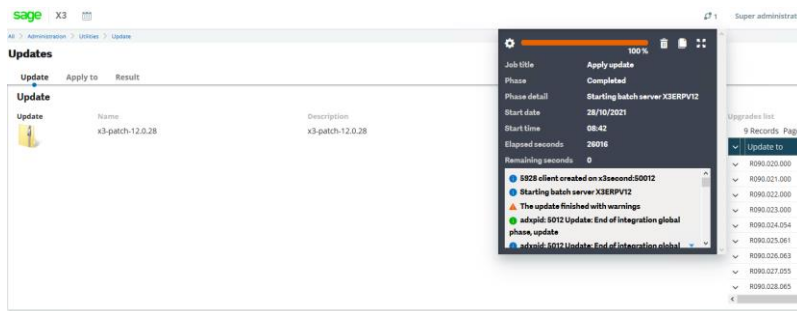 sage X3
1 Super administrat
All > Administration > Utilities > Update
Updates
Update Apply to Result
Update
Update Name Description
x3-patch-12.0.28 x3-patch-12.0.28
100 %
Job title Apply update
Phase Completed
Phase detail Starting batch server X3ERPV12
Start date 28/10/2021
Start time 08:42
Elapsed seconds 26016
Remaining seconds 0
5928 client created on x3second:50012
Starting batch server X3ERPV12
The update finished with warnings
adxpid: 5012 Update: End of integration global
phase, update
adxpid: 5012 Update: End of integration global
Upgrades list
9 Records Page
Update to
R090.020.000
R090.021.000
R090.022.000
R090.023.000
R090.024.054
R090.025.061
R090.026.063
R090.027.055
R090.028.065